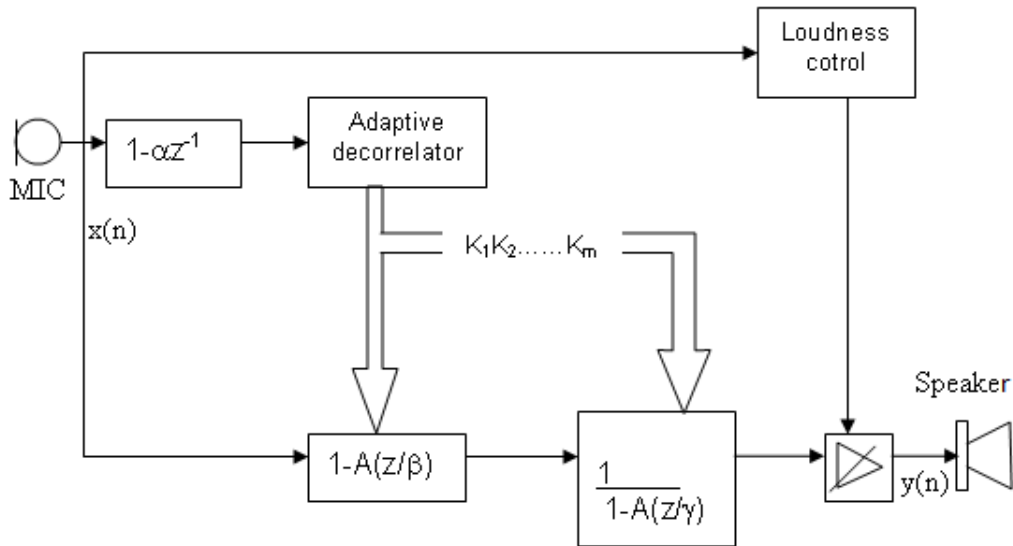 Loudness
cotrol
Adaptive
decorrelator
1-αz⁻¹
MIC
x(n)
K₁K₂......Kₘ
Speaker
1-A(z/β)
1
1-A(z/γ)
y(n)